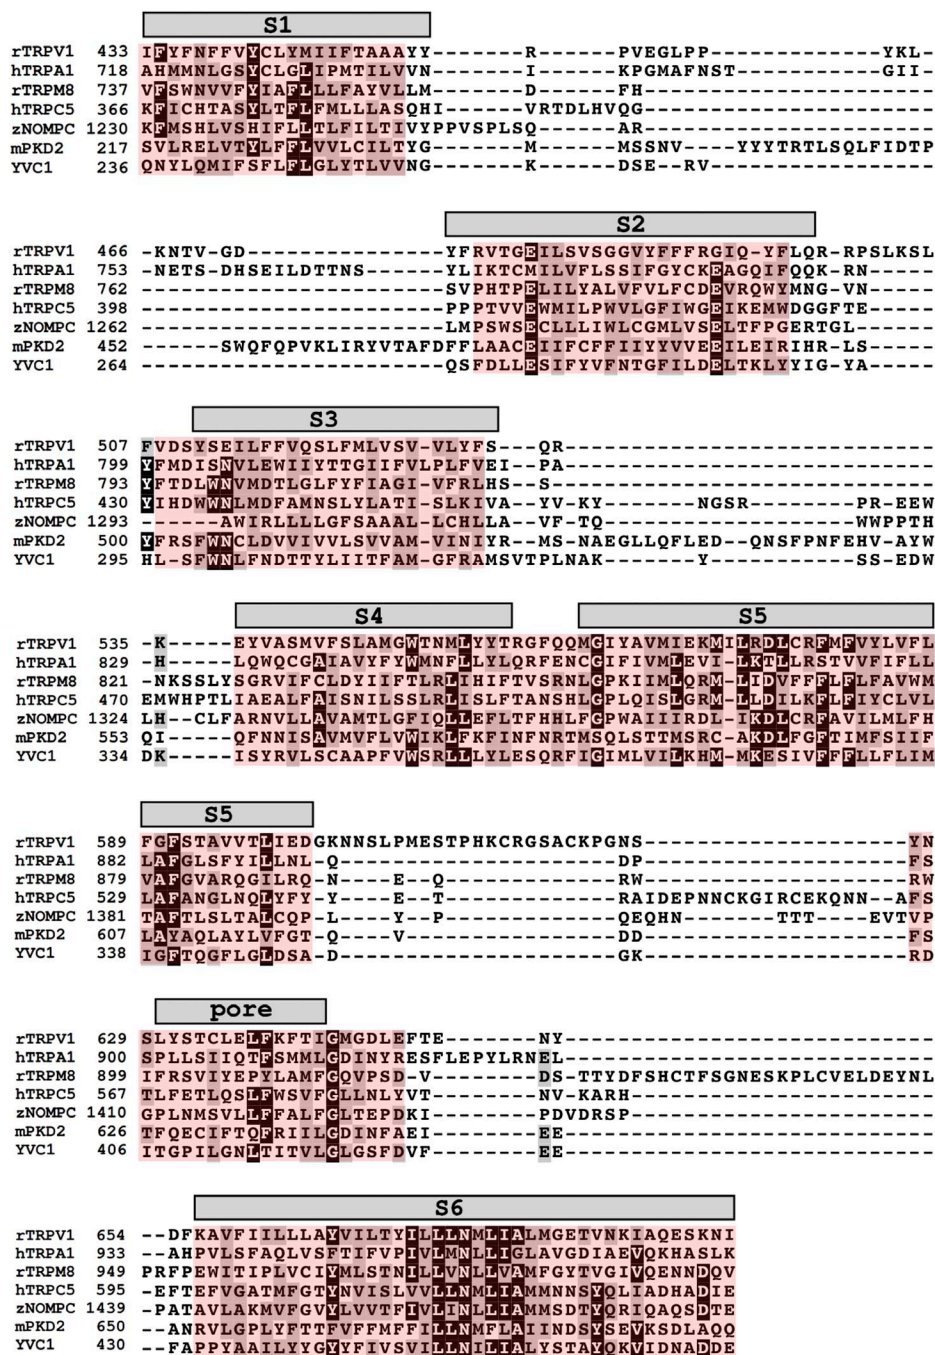 S1
rTRPV1 433 IFYFNFFVYCLYMIIFTAAAYY-------R------PVEGLPP-------------YKL-
hTRPA1 718 AHMMNLGSYCLGLIPMTILVVN-------I------KPGMAFNST-----------GII-
rTRPM8 737 VFSWNVVFYIAFLLLFAYVLLM-------D------FH----------------------
hTRPC5 366 KFICHTASYLTFLFMLLLASQHI------VRTDLHVQG----------------------
zNOMPC 1230 KFMSHLVSHIFLLTLFILTIVYPPVSPLSQ------AR----------------------
mPKD2 217 SVLRELVTYLFFLVVLCILTYG-------M------MSSNV----YYYTRTLSQLFIDTP
YVC1 236 QNYLQMIFSFLFLGLYTLVVNG-------K------DSE--RV-----------------
S2
rTRPV1 466 -KNTV-GD---------------YFRVTGEILSVSGGVYFFFRGIQ-YFLQR-RPSLKSL
hTRPA1 753 -NETS-DHSEILDTTNS------YLIKTCMILVFLSSIFGYCKEAGQIFQQK-RN-----
rTRPM8 762 -----------------------SVPHTPELILYALVFVLFCDEVRQWYMNG-VN-----
hTRPC5 398 -----------------------PPPTVVEWMILPWVLGFIWGEIKEMWDGGFTE-----
zNOMPC 1262 -----------------------LMPSWSECLLLIWLCGMLVSELTFPGERTGL------
mPKD2 452 ------SWQFQPVKLIRYVTAFDFFLAACEIIFCFFIIYYVVEEILEIRIHR-LS-----
YVC1 264 -----------------------QSFDLLESIFYVFNTGFILDELTKLYYIG-YA-----
S3
rTRPV1 507 FVDSYSEILFFVQSLFMLVSV-VLYFS---QR----------------------------
hTRPA1 799 YFMDISNVLEWIIYTTGIIFVLPLFVEI--PA----------------------------
rTRPM8 793 YFTDLWNVMDTLGLFYFIAGI-VFRLHS--S-----------------------------
hTRPC5 430 YIHDWWNLMDFAMNSLYLATI-SLKIVA--YV-KY-------NGSR-------PR-EEW
zNOMPC 1293 -----AWIRLLLLGFSAAAL-LCHLLA--VF-TQ-------------------WWPPTH
mPKD2 500 YFRSFWNCLDVVIVVLSVVAM-VINIYR--MS-NAEGLLQFLED--QNSFPNFEHV-AYW
YVC1 295 HL-SFWNLFNDTTYLIITFAM-GFRAMSVTPLNAK-------Y-----------SS-EDW
S4 S5
rTRPV1 535 -K-----EYVASMVFSLAMGWTNMLYYTRGFQQMGIYAVMIEKMILRDLCRFMFVYLVFL
hTRPA1 829 -H-----LQWQCGAIAVYFYWMNFLLYLQRFENCGIFIVMLEVI-LKTLLRSTVVFIFLL
rTRPM8 821 -NKSSLYSGRVIFCLDYIIFTLRLIHIFTVSRNLGPKIIMLQRM-LIDVFFFLFLFAVWM
hTRPC5 470 EMWHPTLIAEALFAISNILSSLRLISLFTANSHLGPLQISLGRM-LLDILKFLFIYCLVL
zNOMPC 1324 LH--CLFARNVLLAVAMTLGFIQLLEFLTFHHLFGPWAIIIRDL-IKDLCRFAVILMLFH
mPKD2 553 QI-----QFNNISAVMVFLVWIKLFKFINFNRTMSQLSTTMSRC-AKDLFGFTIMFSIIF
YVC1 334 DK-----ISYRVLSCAAPFVWSRLLLYLESQRFIGIMLVILKHM-MKESIVFFFLLFLIM
S5
rTRPV1 589 FGFSTAVVTLIEDGKNNSLPMESTPHKCRGSACKPGNS--------------------YN
hTRPA1 882 LAFGLSFYILLNL-Q---------------------DP--------------------FS
rTRPM8 879 VAFGVARQGILRQ-N----E--Q-------------RW--------------------RW
hTRPC5 529 LAFANGLNQLYFY-Y----E--T-------------RAIDEPNNCKGIRCEKQNN--AFS
zNOMPC 1381 TAFTLSLTALCQP-L----Y--P-------------QEQHN-------TTT----EVTVP
mPKD2 607 LAYAQLAYLVFGT-Q----V----------------DD--------------------FS
YVC1 338 IGFTQGFLGLDSA-D---------------------GK--------------------RD
pore
rTRPV1 629 SLYSTCLELFKFTIGMGDLEFTE-------NY----------------------------
hTRPA1 900 SPLLSIIQTFSMMLGDINYRESFLEPYLRNEL----------------------------
rTRPM8 899 IFRSVIYEPYLAMFGQVPSD-V--------DS--TTYDFSHCTFSGNESKPLCVELDEYNL
hTRPC5 567 TLFETLQSLFWSVFGLLNLYVT--------NV-KARH-----------------------
zNOMPC 1410 GPLNMSVLLFFALFGLTEPDKI--------PDVDRSP-----------------------
mPKD2 626 TFQECIFTQFRIILGDINFAEI--------EE----------------------------
YVC1 406 ITGPILGNLTITVLGLGSFDVF--------EE----------------------------
S6
rTRPV1 654 --DFKAVFIILLLAYVILTYILLLNMLIALMGETVNKIAQESKNI
hTRPA1 933 --AHPVLSFAQLVSFTIFVPIVLMNLLIGLAVGDIAEVQKHASLK
rTRPM8 949 PRFPEWITIPLVCIYMLSTNILLVNLLVAMFGYTVGIVQENNDQV
hTRPC5 595 -EFTEFVGATMFGTYNVISLVVLLNMLIAMMNNSYQLIADHADIE
zNOMPC 1439 -PATAVLAKMVFGVYLVVTFIVLINLLIAMMSDTYQRIQAQSDTE
mPKD2 650 --ANRVLGPLYFTTFVFFMFFILLNMFLAIINDSYSEVKSDLAQQ
YVC1 430 --FAPPYAAILYYGYYFIVSVILLNILIALYSTAYQKVIDNADDE